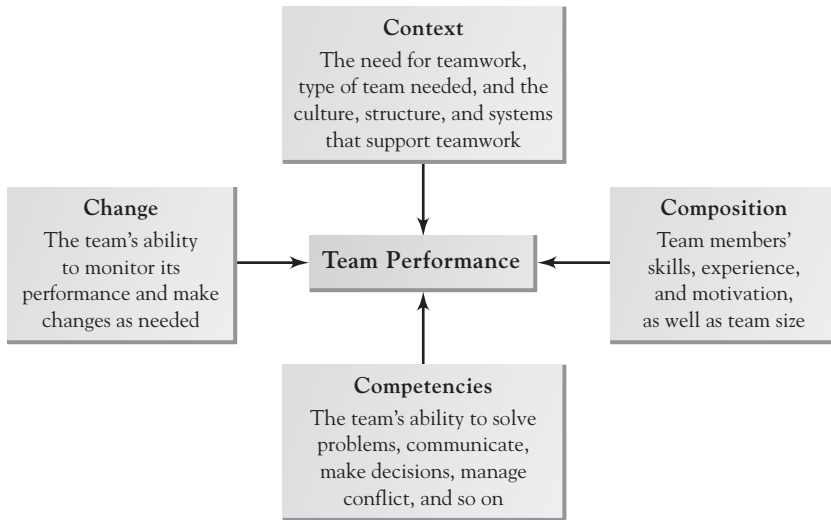 Context
The need for teamwork,
type of team needed, and the
culture, structure, and systems
that support teamwork
Change
The team’s ability
to monitor its
performance and make
changes as needed
Team Performance
Composition
Team members’
skills, experience,
and motivation,
as well as team size
Competencies
The team’s ability to solve
problems, communicate,
make decisions, manage
conflict, and so on